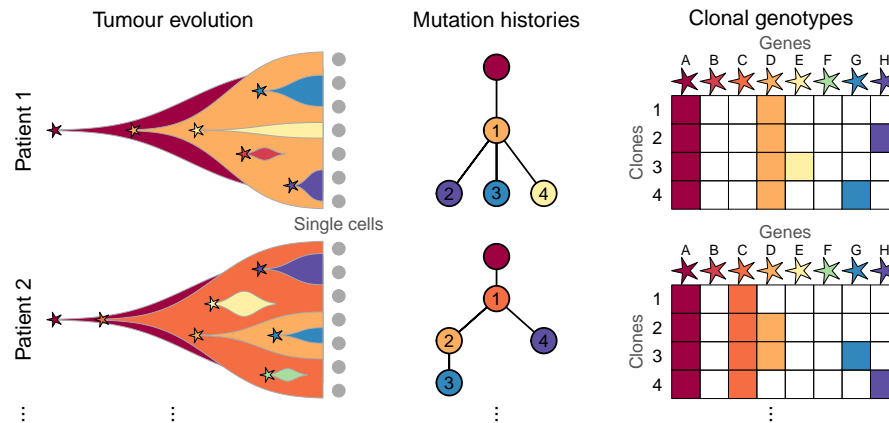 Tumour evolution
Mutation histories
Clonal genotypes
Genes
A B C D E F G H
Patient 1
1
2 3 4
Clones
1
2
3
4
Single cells
Genes
A B C D E F G H
Patient 2
1
2 4
3
Clones
1
2
3
4
... ... ... ...